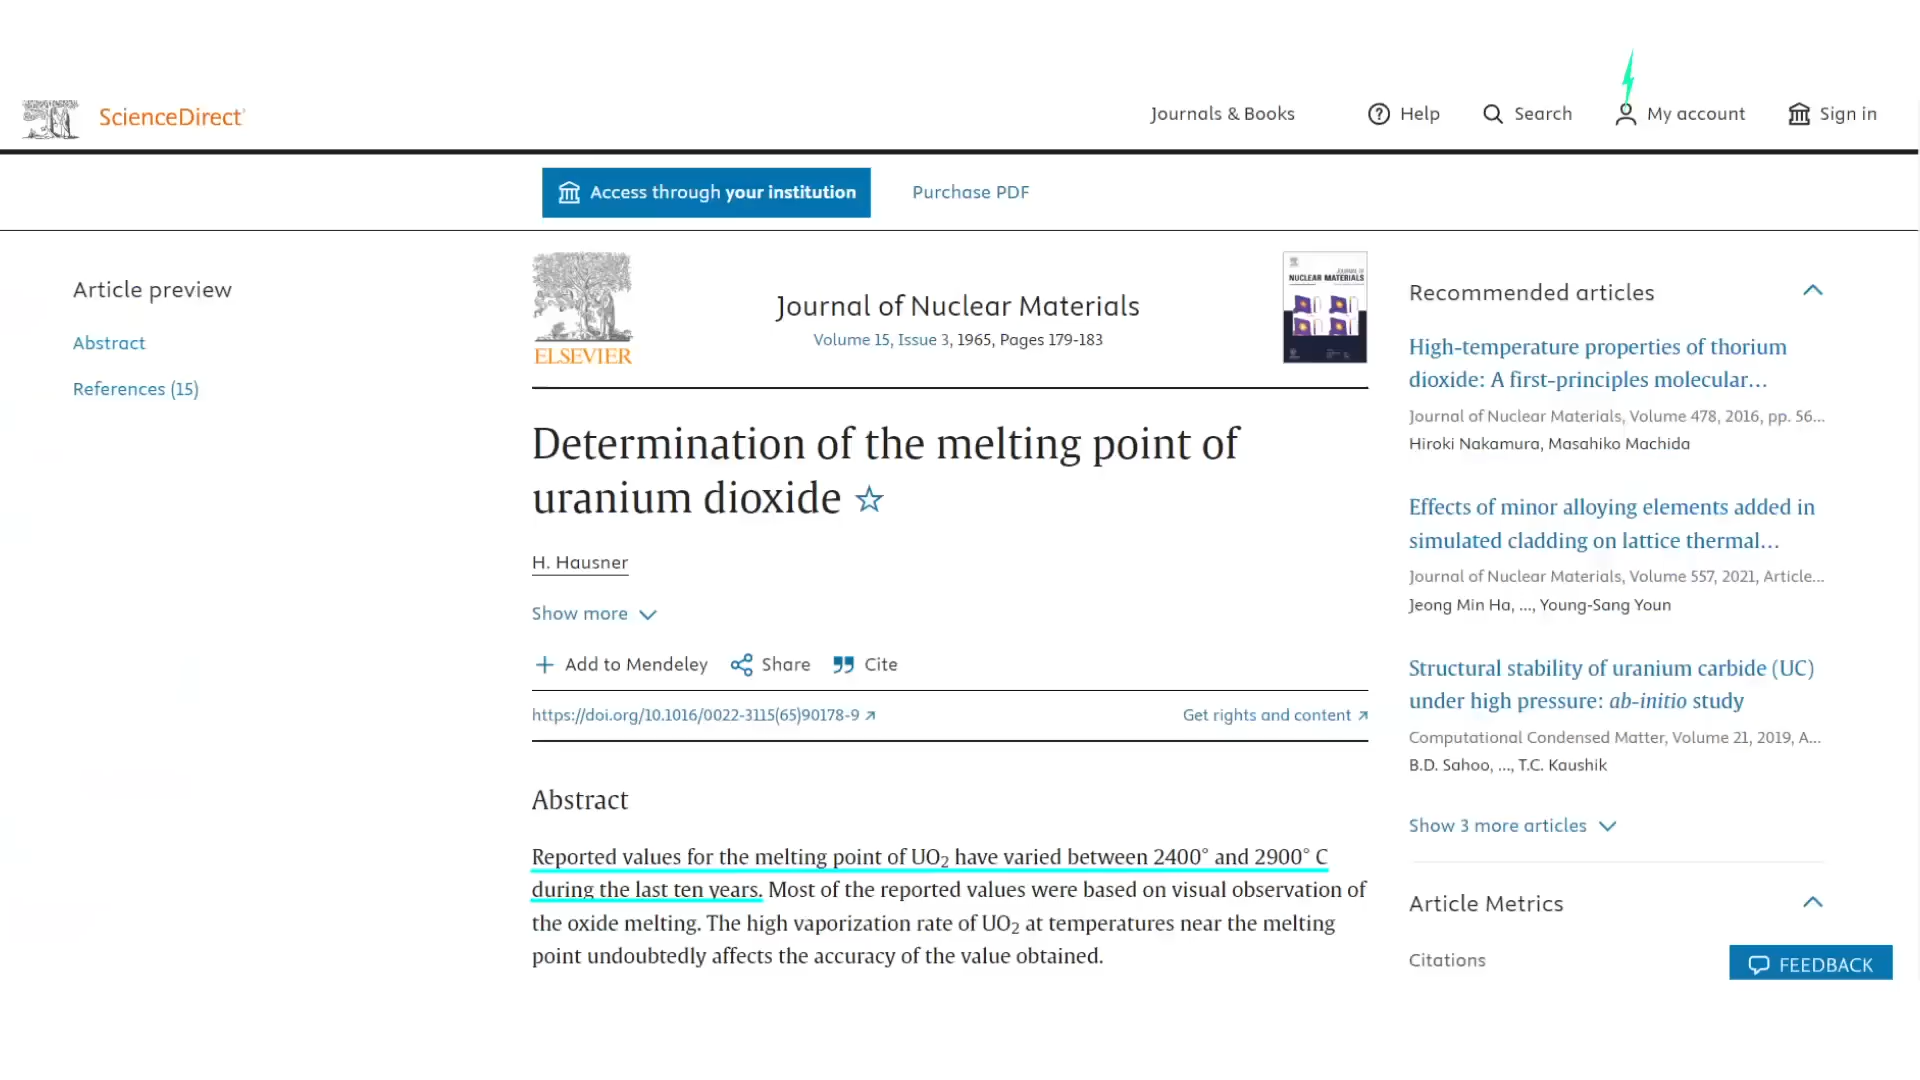 ScienceDirect
Journals & Books
Help
Search
My account
Sign in
Access through your institution
Purchase PDF
Article preview
Abstract
References (15)
ELSEVIER
Journal of Nuclear Materials
Volume 15, Issue 3, 1965, Pages 179-183
JOURNAL OF
NUCLEAR MATERIALS
Determination of the melting point of
uranium dioxide ☆
H. Hausner
Show more
Add to Mendeley
Share
Cite
https://doi.org/10.1016/0022-3115(65)90178-9
Get rights and content
Abstract
Reported values for the melting point of UO₂ have varied between 2400° and 2900° C
during the last ten years. Most of the reported values were based on visual observation of
the oxide melting. The high vaporization rate of UO₂ at temperatures near the melting
point undoubtedly affects the accuracy of the value obtained.
Recommended articles
High-temperature properties of thorium
dioxide: A first-principles molecular…
Journal of Nuclear Materials, Volume 478, 2016, pp. 56…
Hiroki Nakamura, Masahiko Machida
Effects of minor alloying elements added in
simulated cladding on lattice thermal…
Journal of Nuclear Materials, Volume 557, 2021, Article…
Jeong Min Ha, …, Young-Sang Youn
Structural stability of uranium carbide (UC)
under high pressure: ab-initio study
Computational Condensed Matter, Volume 21, 2019, A…
B.D. Sahoo, …, T.C. Kaushik
Show 3 more articles
Article Metrics
Citations
FEEDBACK